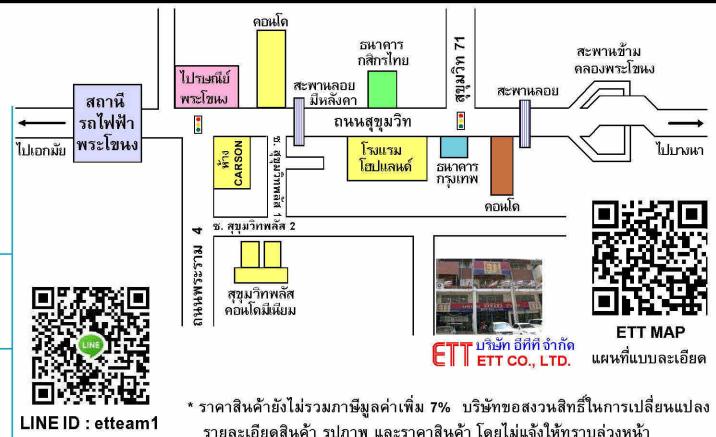 คอนโด
ธนาคาร
กสิกรไทย
สุขุมวิท 71
สะพานข้าม
คลองพระโขนง
ไปรษณีย์
พระโขนง
สะพานลอย
มีหลังคา
สะพานลอย
สถานี
รถไฟฟ้า
พระโขนง
ถนนสุขุมวิท
ไปเอกมัย
ไปบางนา
ห้าง
CARSON
ซ. สุขุมวิทพลัส 1
โรงแรม
โฮปแลนด์
ธนาคาร
กรุงเทพ
คอนโด
ซ. สุขุมวิทพลัส 2
ถนนพระราม 4
สุขุมวิทพลัส
คอนโดมีเนียม
ETT บริษัท อีทีที จำกัด
ETT CO., LTD.
ETT MAP
แผนที่แบบละเอียด
LINE
LINE ID : etteam1
* ราคาสินค้ายังไม่รวมภาษีมูลค่าเพิ่ม 7% บริษัทขอสงวนสิทธิ์ในการเปลี่ยนแปลง
รายละเอียดสินค้า รูปภาพ และราคาสินค้า โดยไม่แจ้งให้ทราบล่วงหน้า